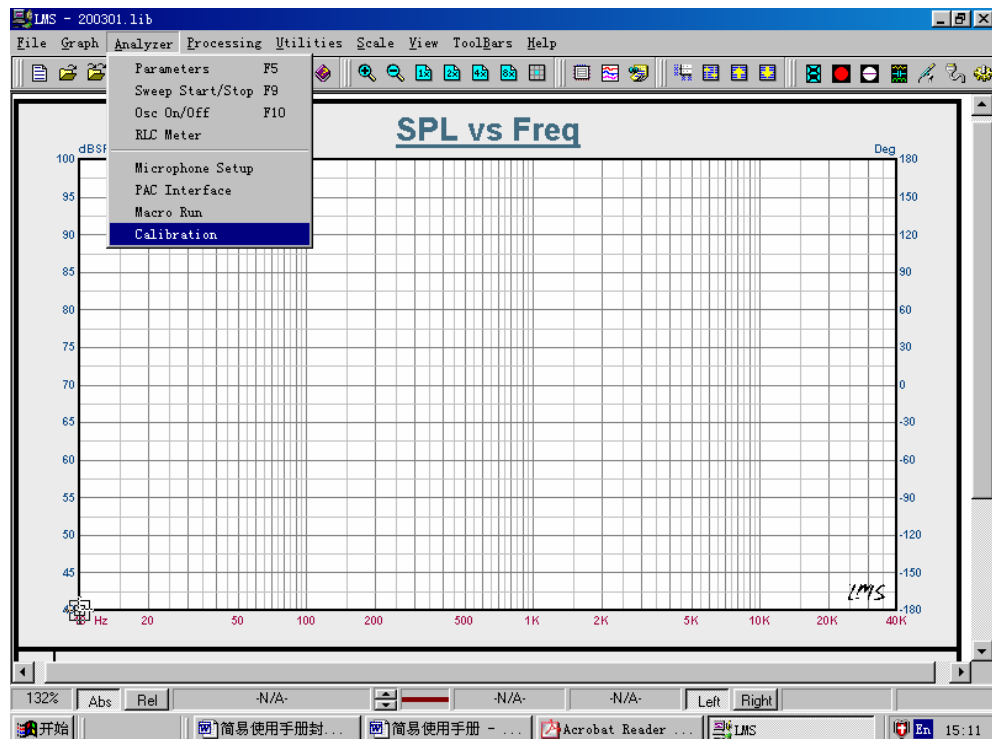 LMS - 200301.lib
File Graph Analyzer Processing Utilities Scale View ToolBars Help
1x 2x 4x 8x
Parameters F5
Sweep Start/Stop F9
Osc On/Off F10
RLC Meter
Microphone Setup
PAC Interface
Macro Run
Calibration
SPL vs Freq
Deg
100 180
95 150
90 120
85 90
80 60
75 30
70 0
65 -30
60 -60
55 -90
50 -120
45 -150
LMS
-180
Hz 20 50 100 200 500 1K 2K 5K 10K 20K 40K
132% Abs Rel -N/A- -N/A- -N/A- Left Right
开始 简易使用手册封... 简易使用手册 - ... Acrobat Reader ... LMS En 15:11